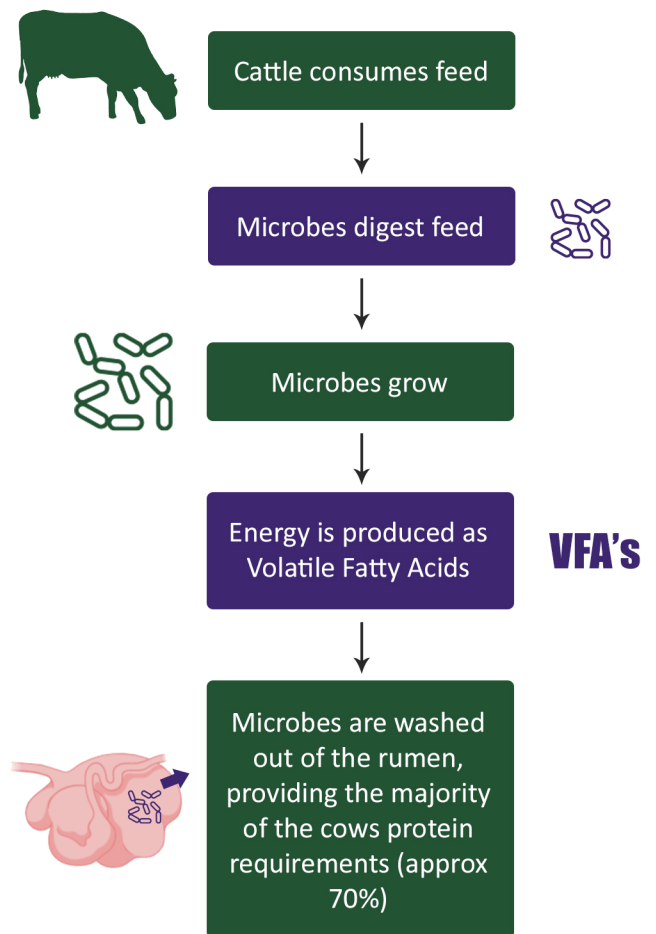 Cattle consumes feed
Microbes digest feed
Microbes grow
Energy is produced as
Volatile Fatty Acids
VFA's
Microbes are washed
out of the rumen,
providing the majority
of the cows protein
requirements (approx
70%)